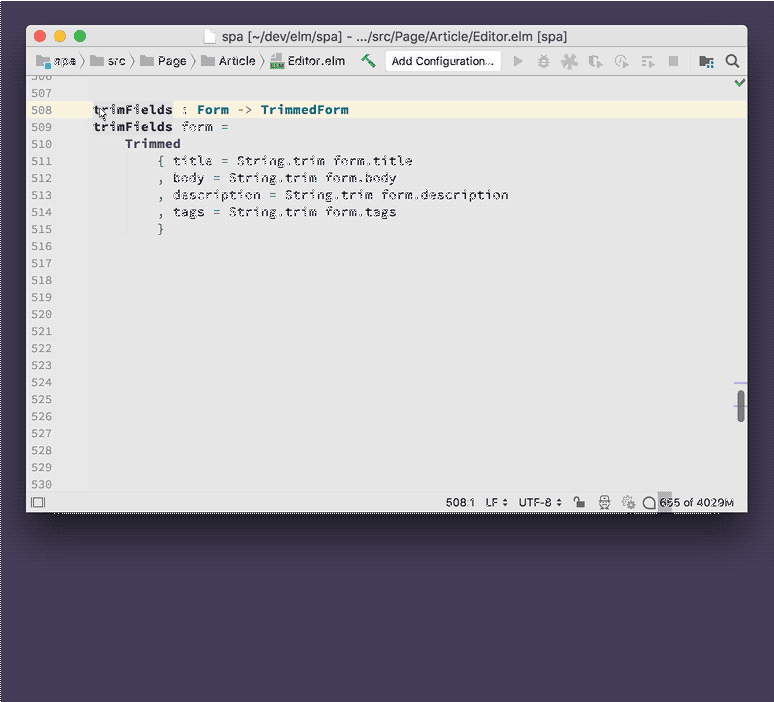 spa [~/dev/elm/spa] - .../src/Page/Article/Editor.elm [spa]
spa src Page Article Editor.elm Add Configuration...
506
507
508 trimFields : Form -> TrimmedForm
509 trimFields form =
510 Trimmed
511 { title = String.trim form.title
512 , body = String.trim form.body
513 , description = String.trim form.description
514 , tags = String.trim form.tags
515 }
516
517
518
519
520
521
522
523
524
525
526
527
528
529
530
508:1 LF UTF-8 655 of 4029M